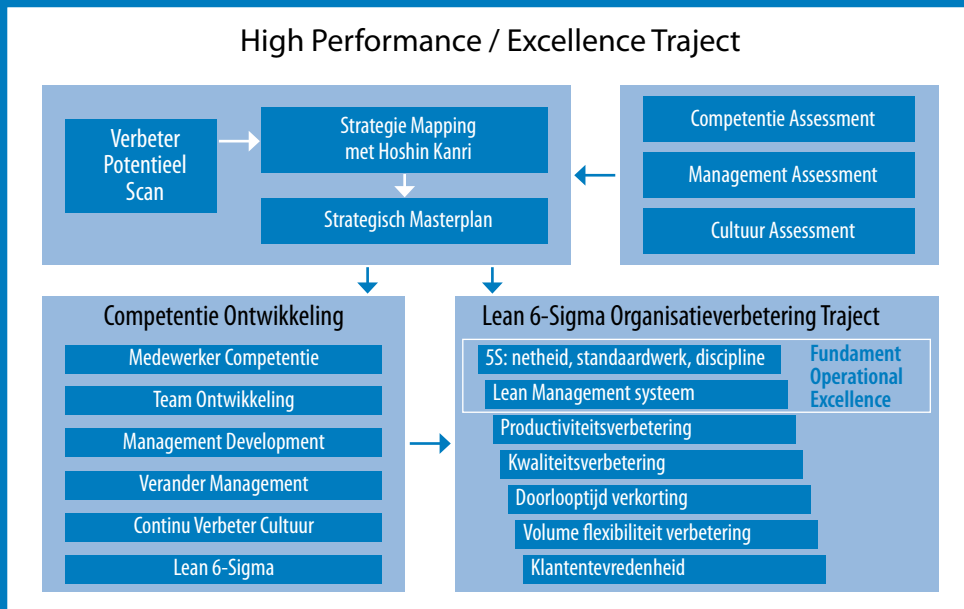 High Performance / Excellence Traject
Verbeter
Potentieel
Scan
Strategie Mapping
met Hoshin Kanri
Strategisch Masterplan
Competentie Assessment
Management Assessment
Cultuur Assessment
Competentie Ontwikkeling
Medewerker Competentie
Team Ontwikkeling
Management Development
Verander Management
Continu Verbeter Cultuur
Lean 6-Sigma
Lean 6-Sigma Organisatieverbetering Traject
5S: netheid, standaardwerk, discipline
Lean Management systeem
Fundament
Operational
Excellence
Productiviteitsverbetering
Kwaliteitsverbetering
Doorlooptijd verkorting
Volume flexibiliteit verbetering
Klantentevredenheid